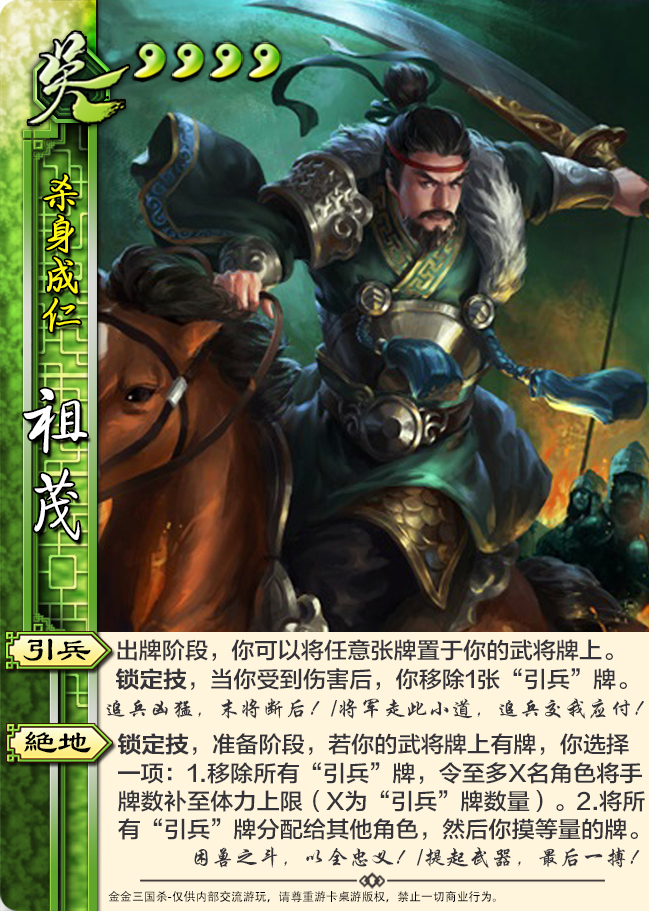 吴
杀身成仁
祖茂
引兵
出牌阶段，你可以将任意张牌置于你的武将牌上。
锁定技，当你受到伤害后，你移除1张“引兵”牌。
追兵凶猛，末将断后！/将军走此小道，追兵交我应付！
絕地
锁定技，准备阶段，若你的武将牌上有牌，你选择
一项：1.移除所有“引兵”牌，令至多X名角色将手
牌数补至体力上限（X为“引兵”牌数量）。2.将所
有“引兵”牌分配给其他角色，然后你摸等量的牌。
困兽之斗，以全忠义！/提起武器，最后一搏！
金金三国杀-仅供内部交流游玩，请尊重游卡桌游版权，禁止一切商业行为。